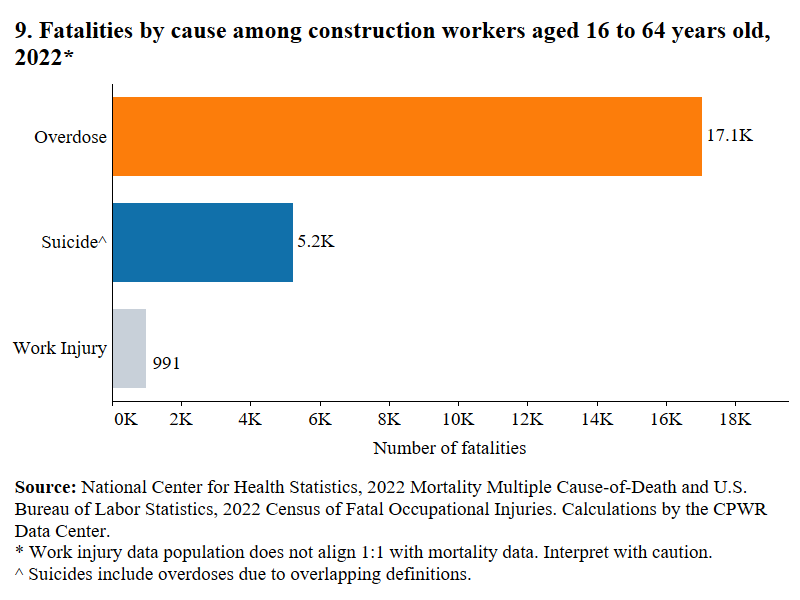 9. Fatalities by cause among construction workers aged 16 to 64 years old,
2022*
Overdose
17.1K
Suicide^
5.2K
Work Injury
991
0K 2K 4K 6K 8K 10K 12K 14K 16K 18K
Number of fatalities
Source: National Center for Health Statistics, 2022 Mortality Multiple Cause-of-Death and U.S.
Bureau of Labor Statistics, 2022 Census of Fatal Occupational Injuries. Calculations by the CPWR
Data Center.
* Work injury data population does not align 1:1 with mortality data. Interpret with caution.
^ Suicides include overdoses due to overlapping definitions.